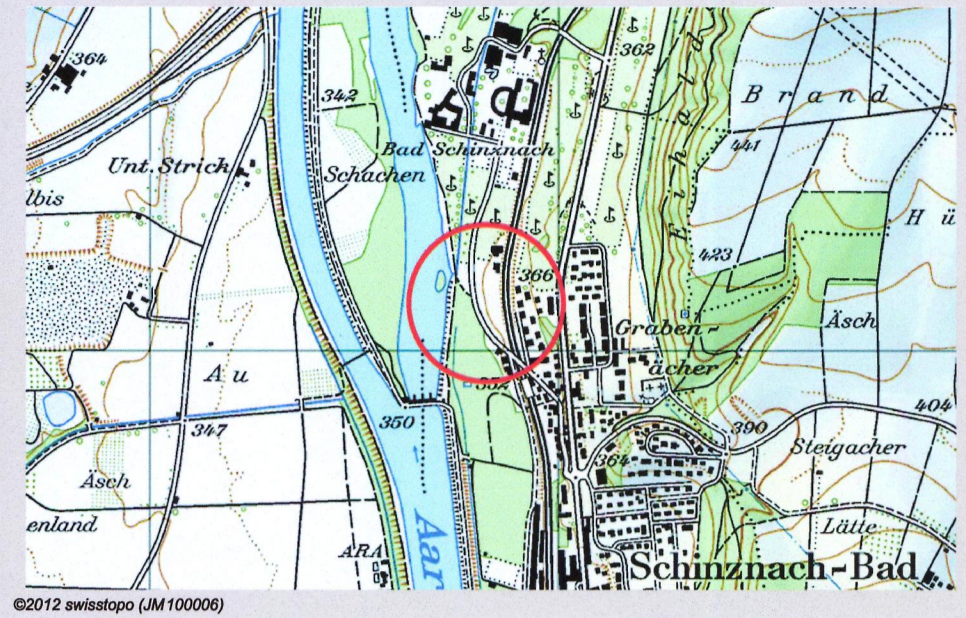 364
362
342
Brand
441
Eihald
Bad Schinznach
Unt. Strick
Schachen
lbis
H ü
423
366
Graben-
äcker
Äsch
Au
404
350
347
390
Steigacher
364
Äsch
Aar
enland
Lätte
ARA
Schinznach-Bad
©2012 swisstopo (JM100006)